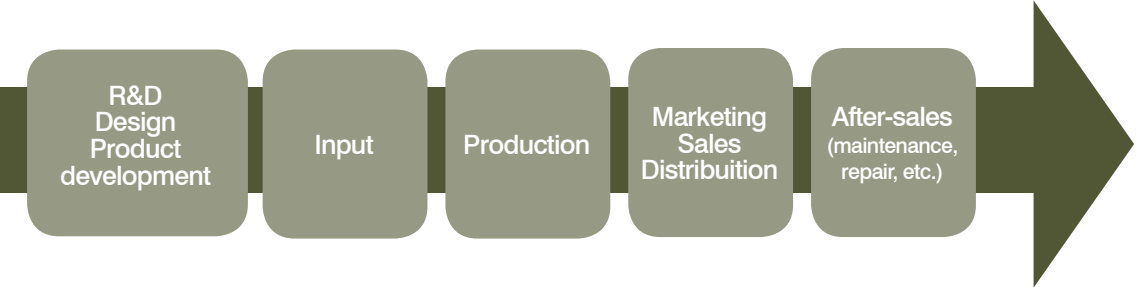 R&D
Design
Product
development
Input
Production
Marketing
Sales
Distribuition
After-sales
(maintenance,
repair, etc.)